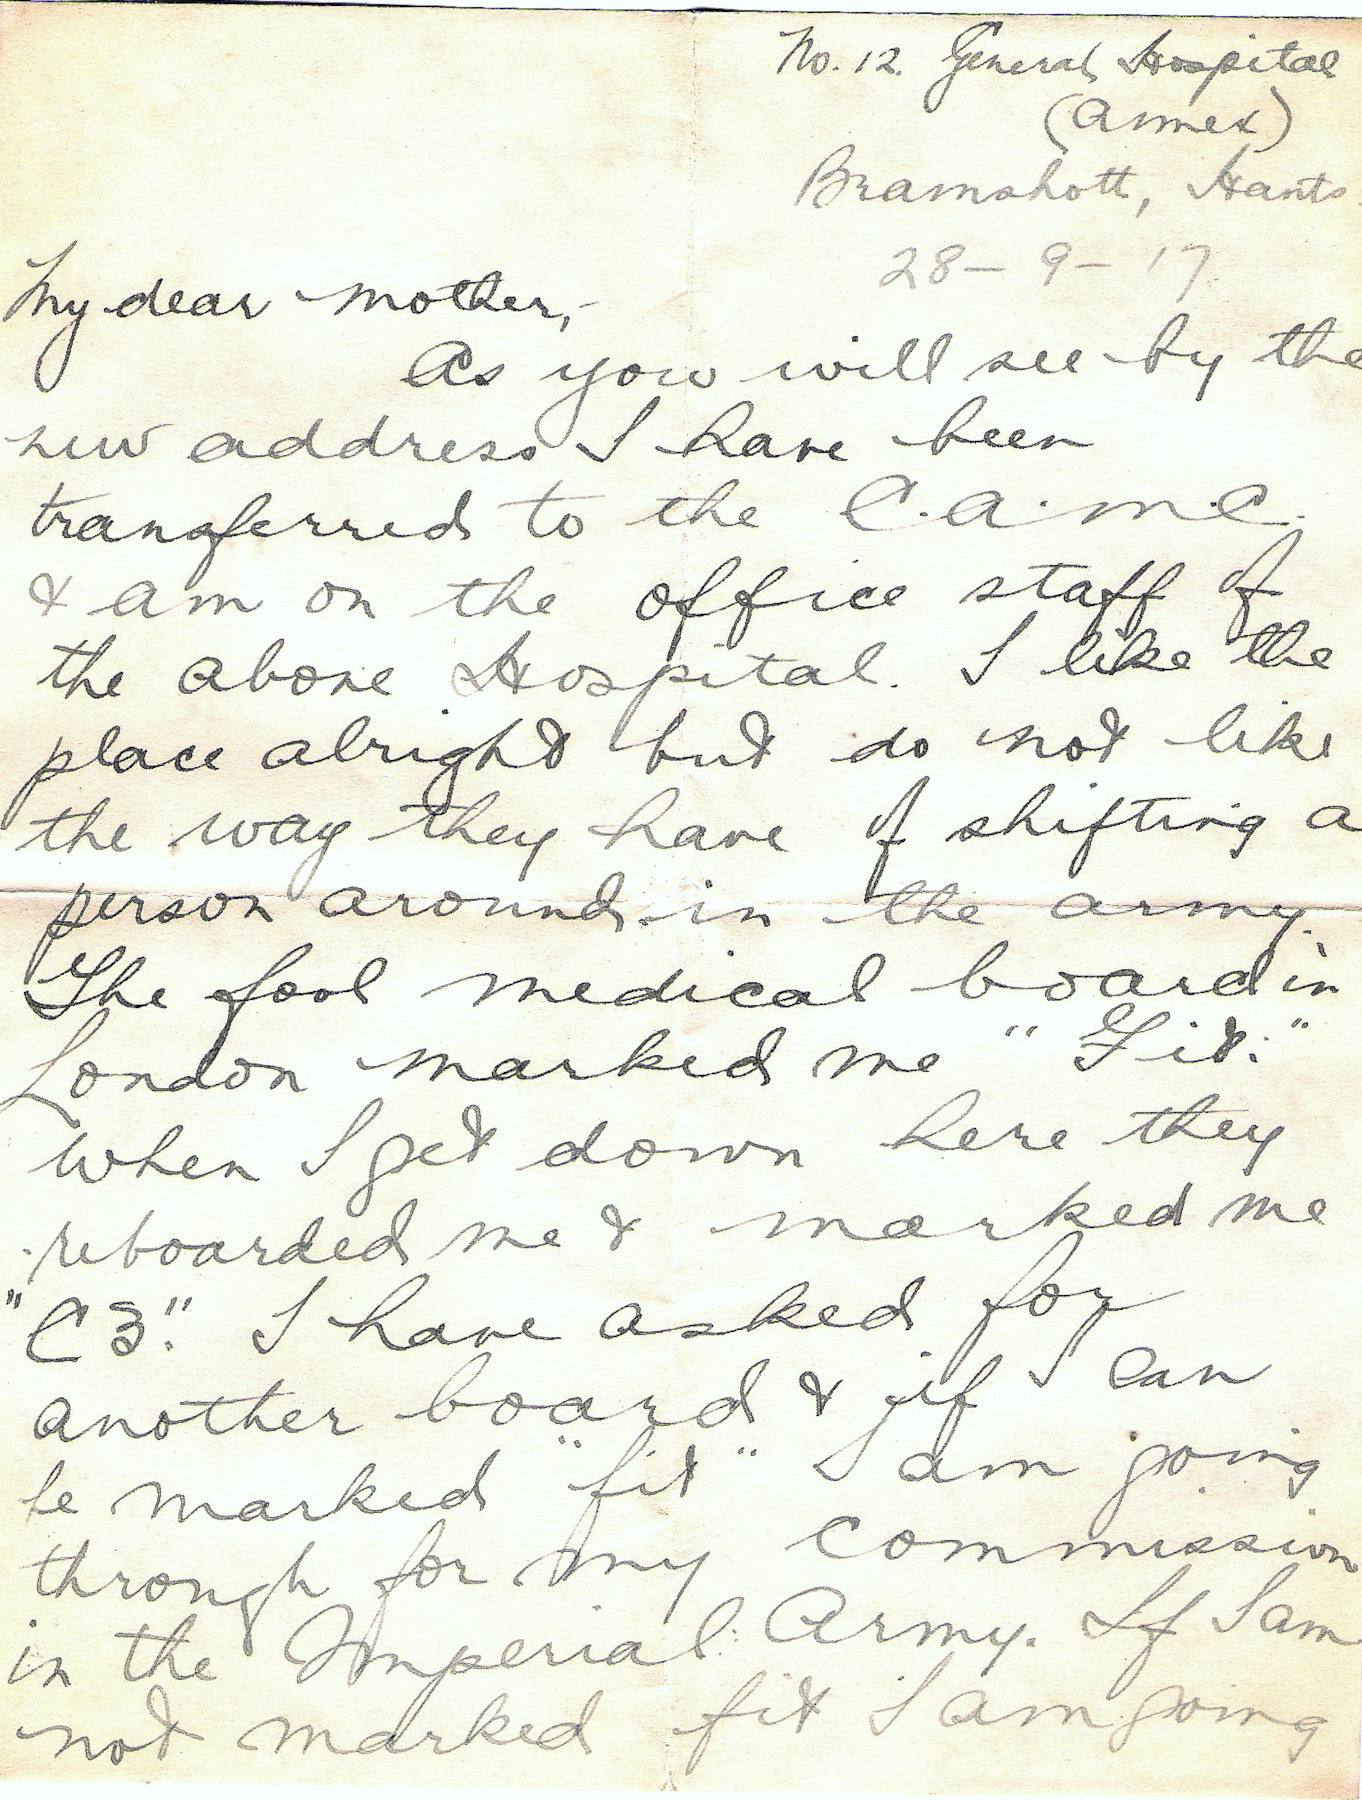 No. 12. General Hospital
(Annex)
Bramshott, Hants.
28-9-17.
My dear mother,-
As you will see by the
new address I have been
transferred to the C.A.M.C.
& am on the office staff of
the above Hospital. I like the
place alright but do not like
the way they have of shifting a
person around in the army.
The fool medical board in
London marked me "Fit."
when I get down here they
reboarded me & marked me
"C3". I have asked for
another board & if I can
be marked "fit" I am going
through for my commission
in the Imperial Army. If I am
not marked fit I am going